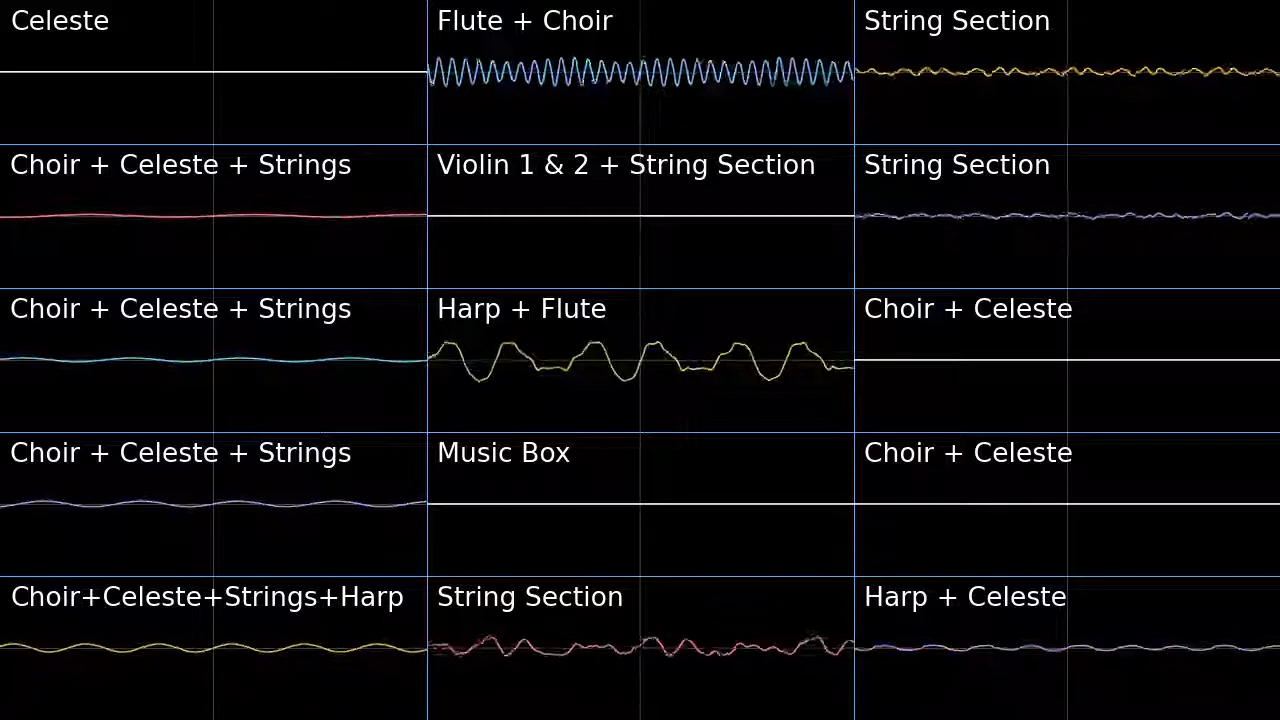 Celeste
Flute + Choir
String Section
Choir + Celeste + Strings
Violin 1 & 2 + String Section
String Section
Choir + Celeste + Strings
Harp + Flute
Choir + Celeste
Choir + Celeste + Strings
Music Box
Choir + Celeste
Choir+Celeste+Strings+Harp
String Section
Harp + Celeste